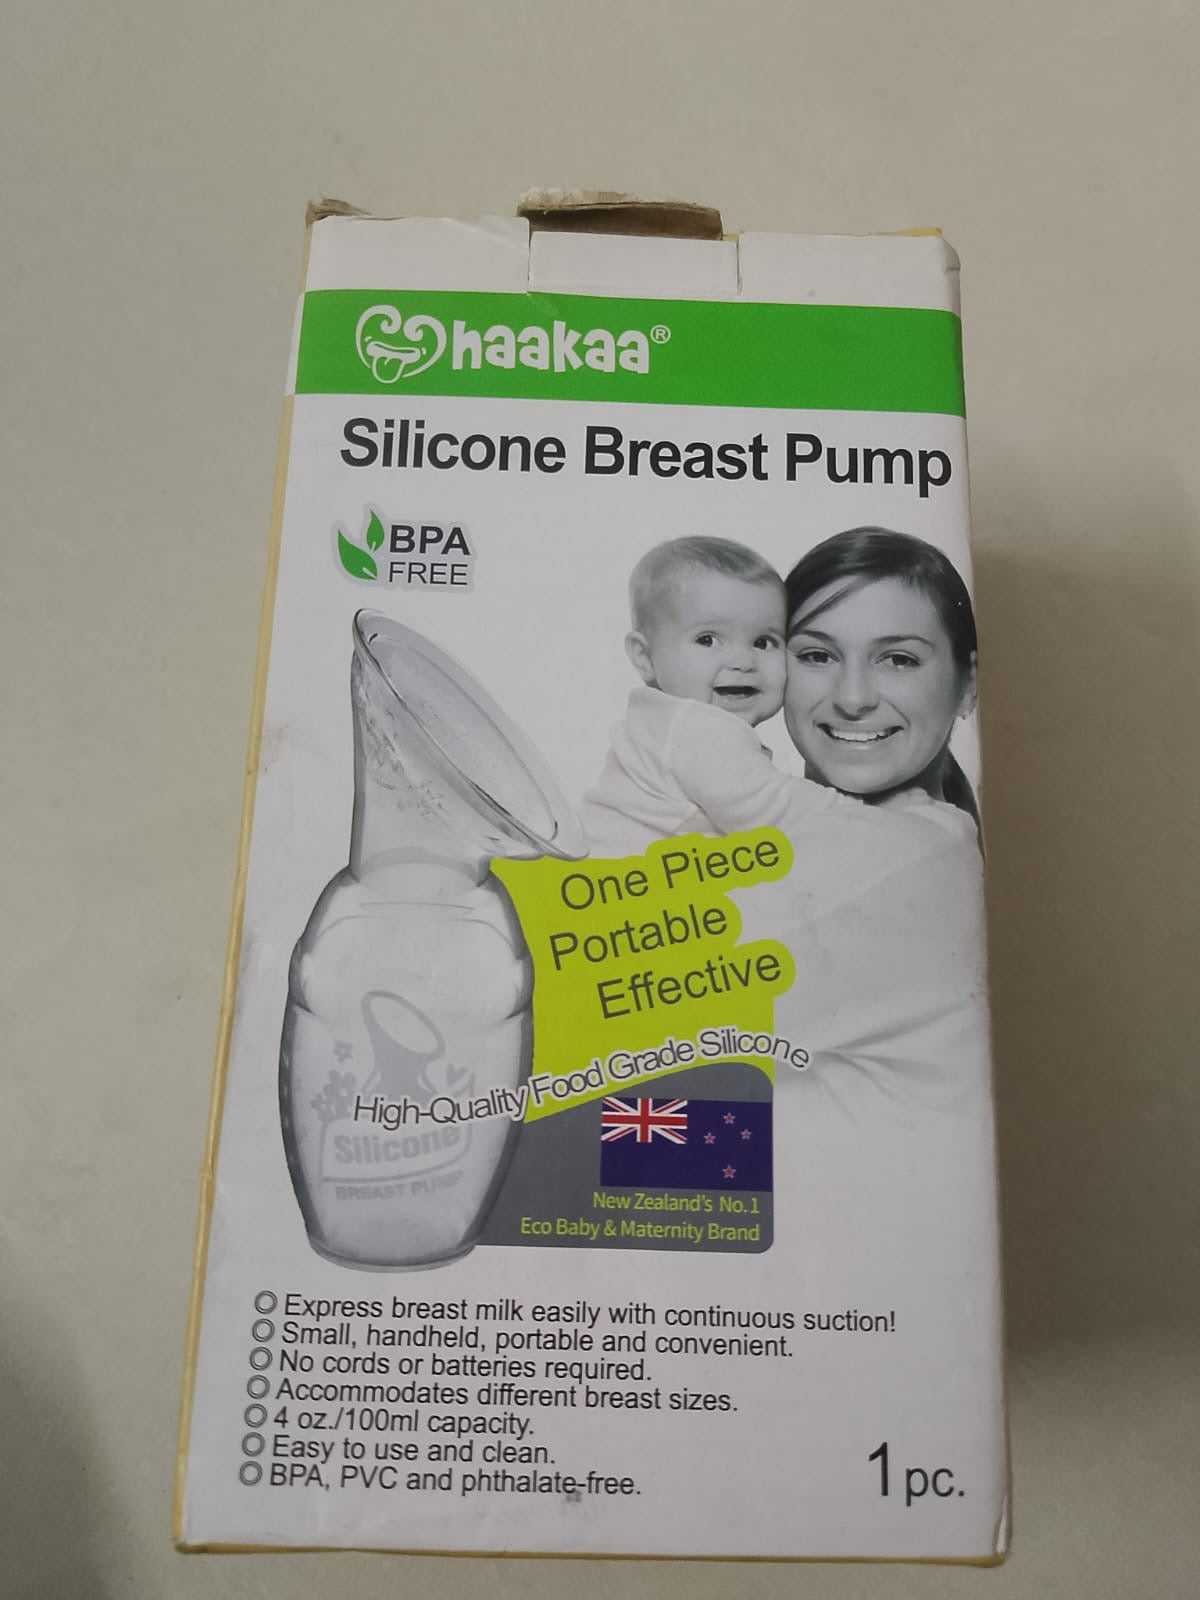 haakaa®
Silicone Breast Pump
BPA
FREE
One Piece
Portable
Effective
High-Quality Food Grade Silicone
Silicone
BREAST PUMP
New Zealand's No.1
Eco Baby & Maternity Brand
Express breast milk easily with continuous suction!
Small, handheld, portable and convenient.
No cords or batteries required.
Accommodates different breast sizes.
4 oz./100ml capacity.
Easy to use and clean.
BPA, PVC and phthalate-free.
1 pc.